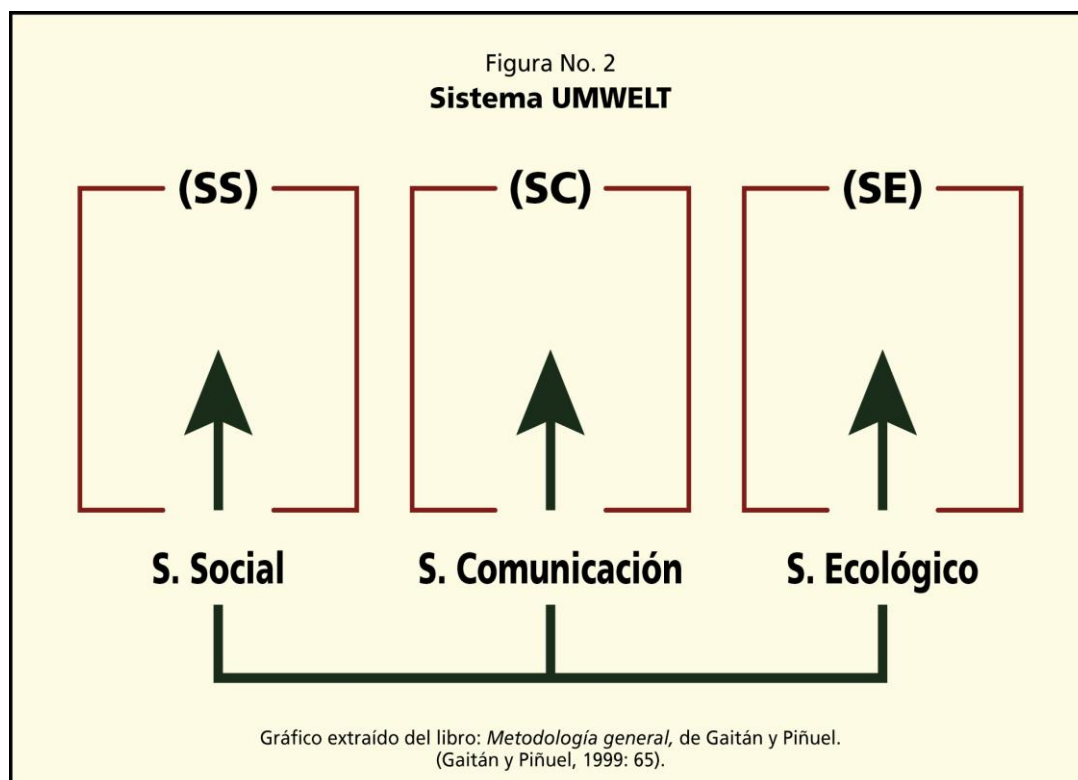 Figura No. 2
Sistema UMWELT
(SS) (SC) (SE)
S. Social S. Comunicación S. Ecológico
Gráfico extraído del libro: Metodología general, de Gaitán y Piñuel.
(Gaitán y Piñuel, 1999: 65).